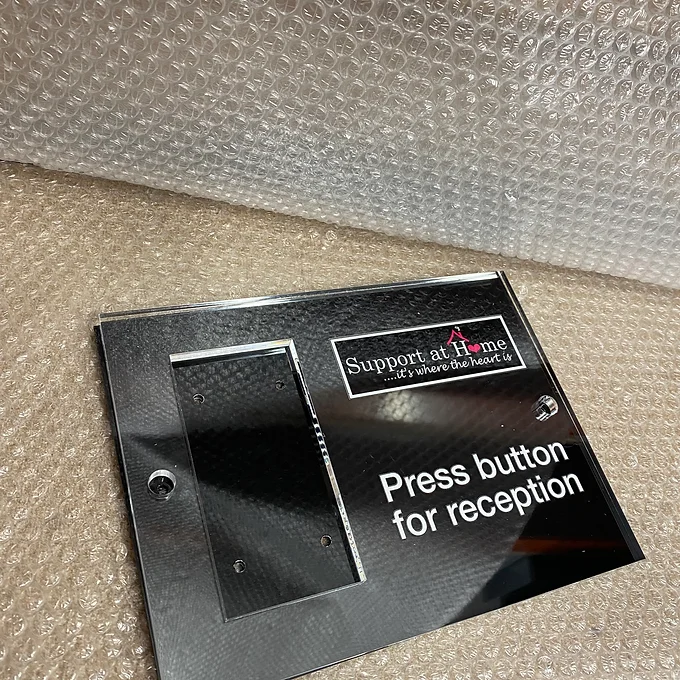 Support at Home
....it's where the heart is
Press button
for reception